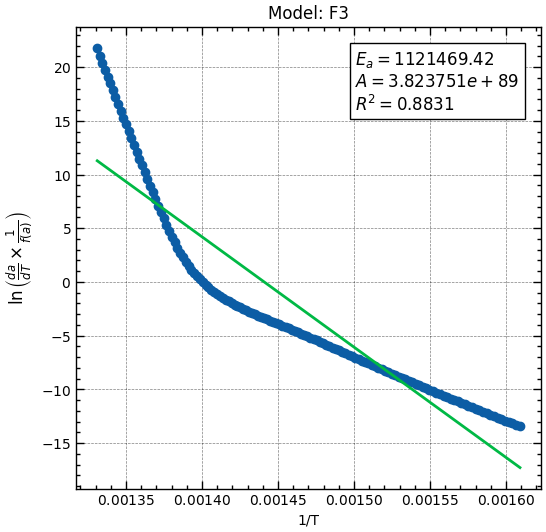 Model: F3
E_a = 1121469.42
A = 3.823751e + 89
R^2 = 0.8831
ln(da/dT × 1/f(a))
20
15
10
5
0
−5
−10
−15
0.00135 0.00140 0.00145 0.00150 0.00155 0.00160
1/T